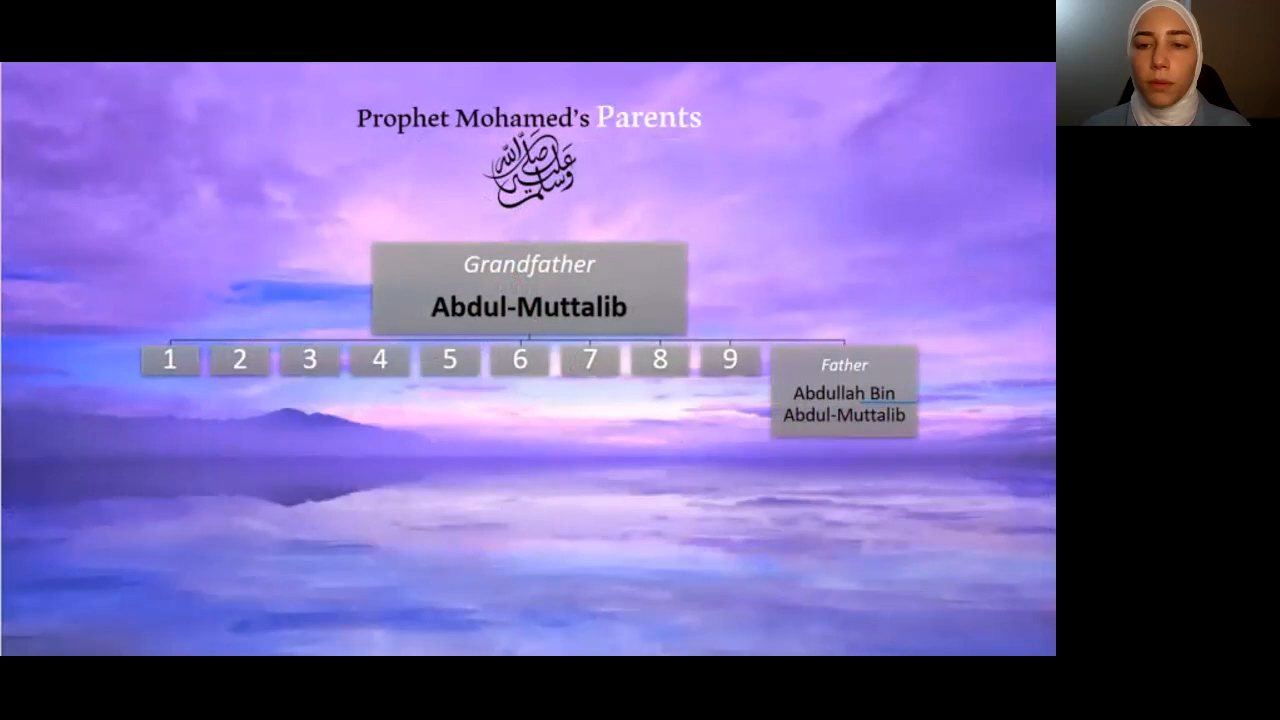 Prophet Mohamed's Parents
صلى الله عليه وسلم
Grandfather
Abdul-Muttalib
1 2 3 4 5 6 7 8 9
Father
Abdullah Bin
Abdul-Muttalib